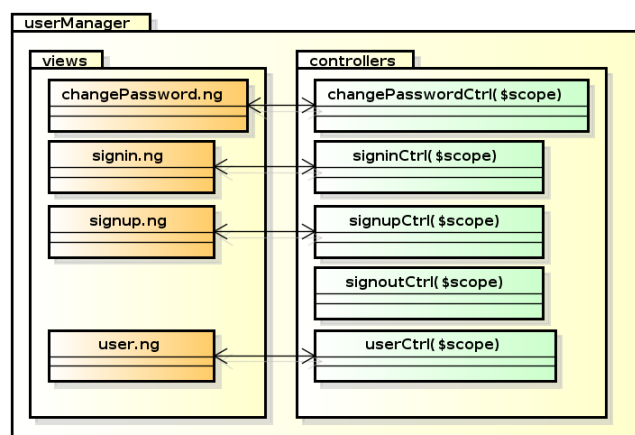 userManager
views
controllers
changePassword.ng
changePasswordCtrl($scope)
signin.ng
signinCtrl($scope)
signup.ng
signupCtrl($scope)
signoutCtrl($scope)
user.ng
userCtrl($scope)